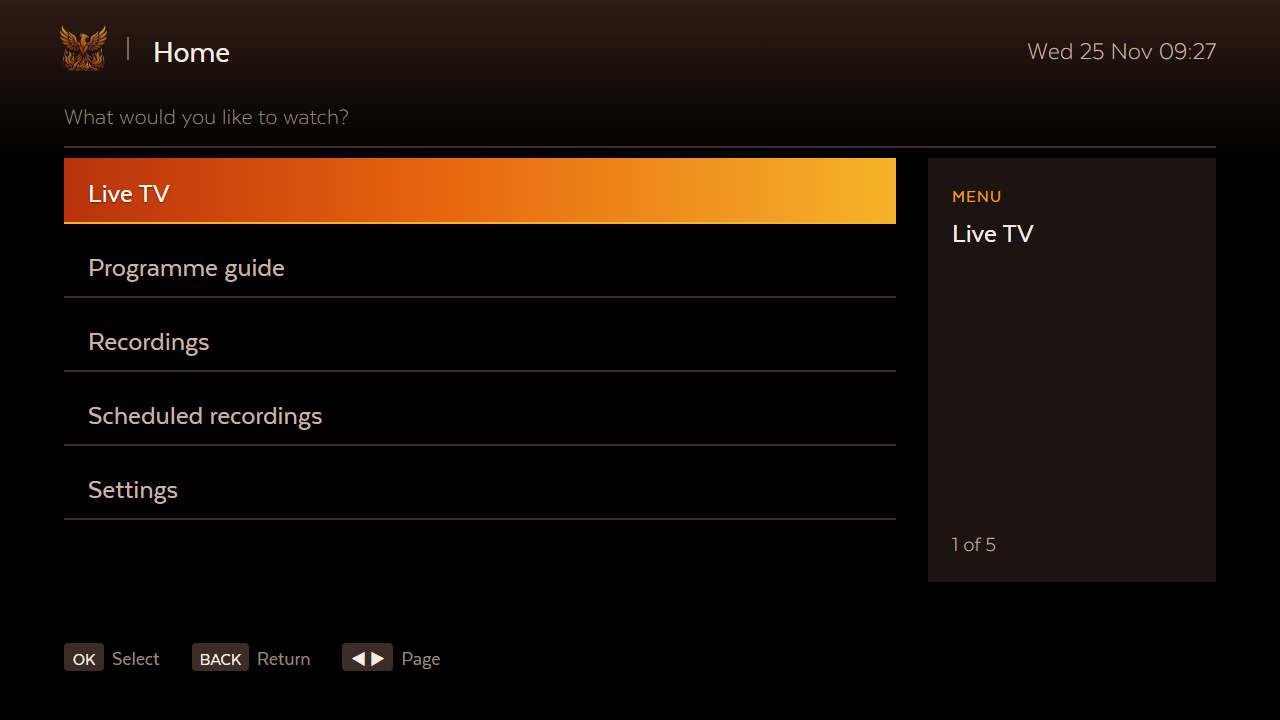 Home
Wed 25 Nov 09:27
What would you like to watch?
Live TV
Programme guide
Recordings
Scheduled recordings
Settings
MENU
Live TV
1 of 5
OK Select BACK Return ◀ ▶ Page